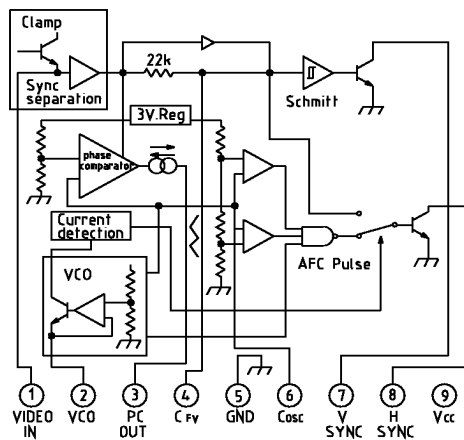 Clamp
Sync
separation
22k
Schmitt
3V.Reg
phase
comparator
Current
detection
AFC Pulse
VCO
1 2 3 4 5 6 7 8 9
VIDEO IN
VCO
PC OUT
CFV
GND
Cosc
V SYNC
H SYNC
Vcc